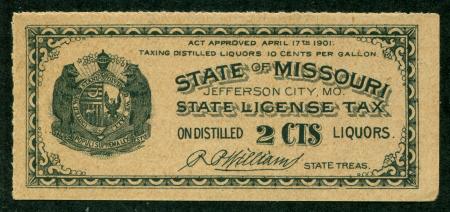 ACT APPROVED APRIL 17TH 1901.
TAXING DISTILLED LIQUORS 10 CENTS PER GALLON.
STATE OF MISSOURI
JEFFERSON CITY, MO.
STATE LICENSE TAX
ON DISTILLED 2 CTS LIQUORS.
R P Williams STATE TREAS.